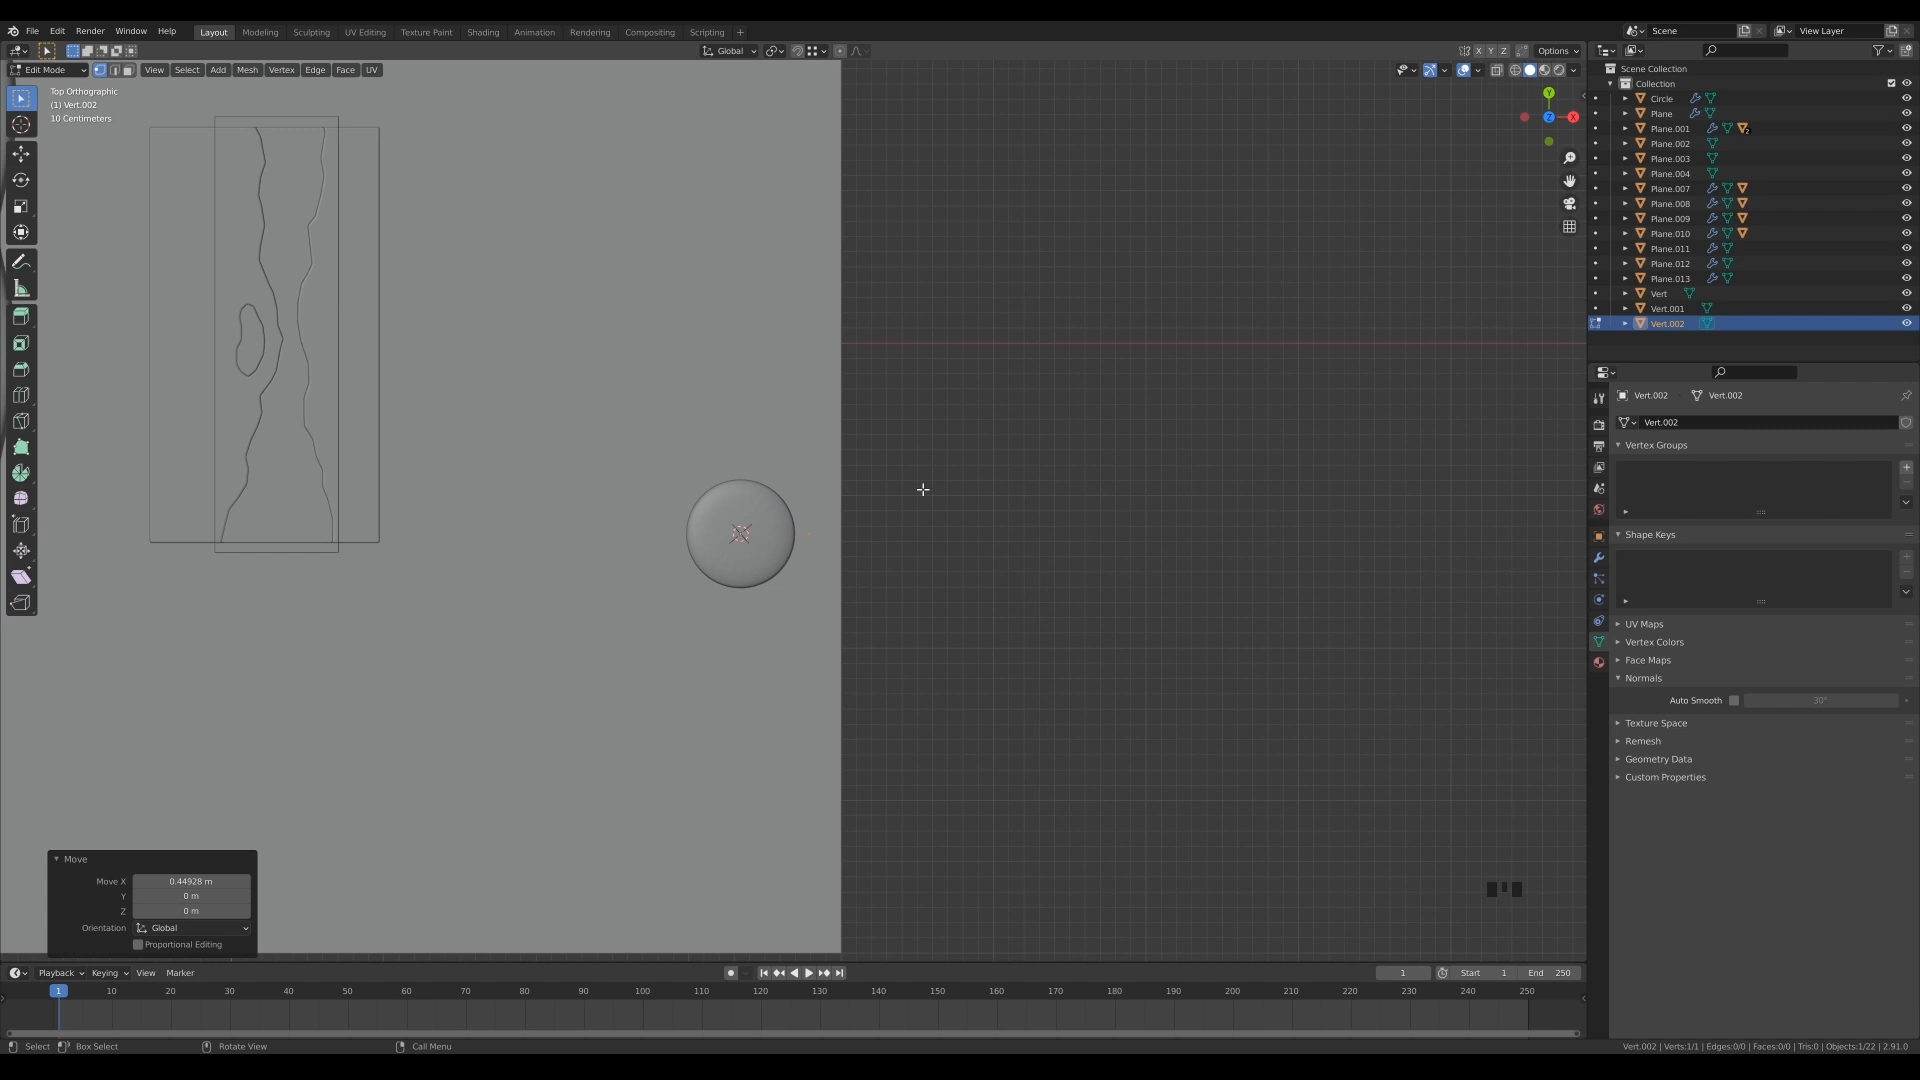 File Edit Render Window Help Layout Modeling Sculpting UV Editing Texture Paint Shading Animation Rendering Compositing Scripting + Scene View Layer
Global X Y Z Options
Edit Mode View Select Add Mesh Vertex Edge Face UV
Top Orthographic
(1) Vert.002
10 Centimeters
Y
Z
X
Scene Collection
Collection
Circle
Plane
Plane.001 2
Plane.002
Plane.003
Plane.004
Plane.007
Plane.008
Plane.009
Plane.010
Plane.011
Plane.012
Plane.013
Vert
Vert.001
Vert.002
Vert.002 Vert.002
Vert.002
Vertex Groups
Shape Keys
UV Maps
Vertex Colors
Face Maps
Normals
Auto Smooth 30°
Texture Space
Remesh
Geometry Data
Custom Properties
Move
Move X 0.44928 m
Y 0 m
Z 0 m
Orientation Global
Proportional Editing
Playback Keying View Marker 1 Start 1 End 250
1 10 20 30 40 50 60 70 80 90 100 110 120 130 140 150 160 170 180 190 200 210 220 230 240 250
Select Box Select Rotate View Call Menu Vert.002 | Verts:1/1 | Edges:0/0 | Faces:0/0 | Tris:0 | Objects:1/22 | 2.91.0